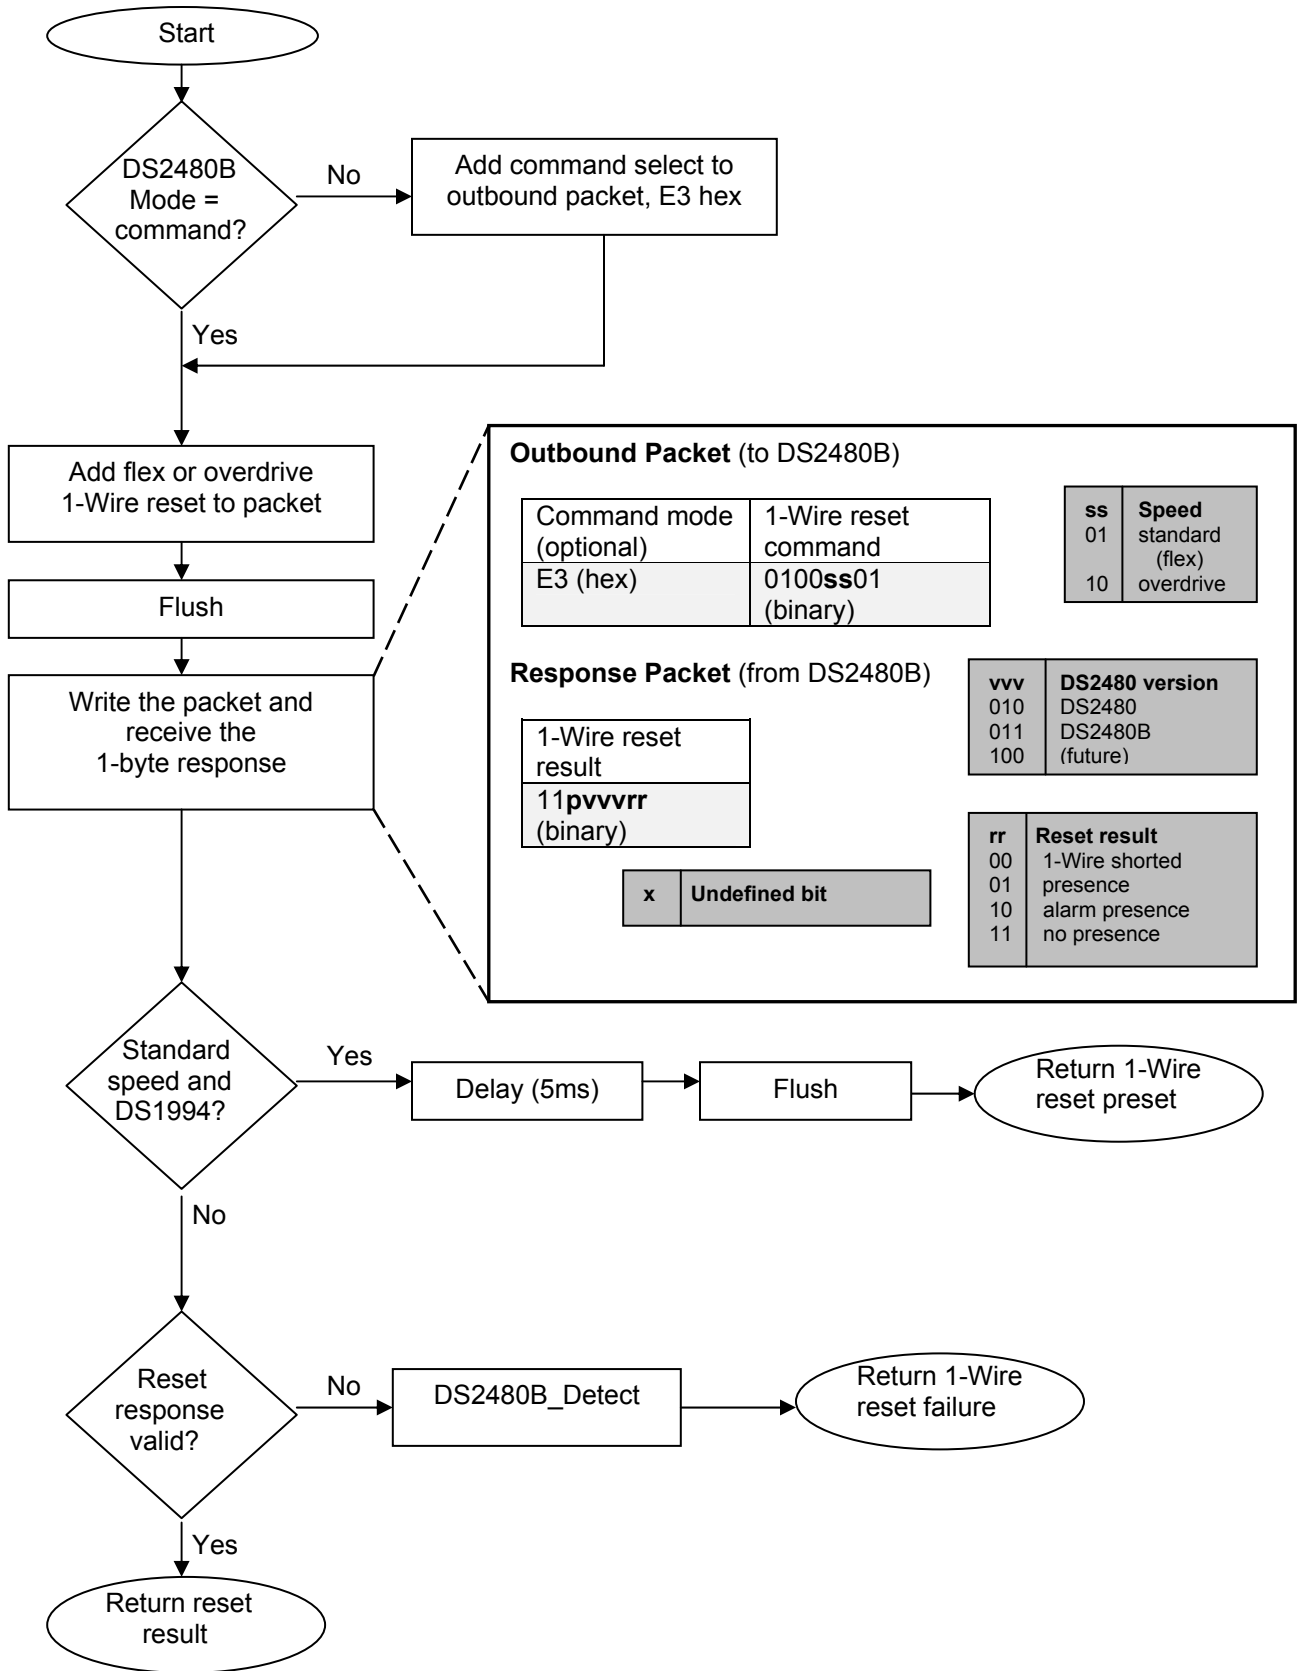 Start
DS2480B
Mode =
command?
No
Add command select to
outbound packet, E3 hex
Yes
Add flex or overdrive
1-Wire reset to packet
Flush
Write the packet and
receive the
1-byte response
Outbound Packet (to DS2480B)
Command mode
(optional)
1-Wire reset
command
E3 (hex)
0100ss01
(binary)
ss Speed
01 standard
(flex)
10 overdrive
Response Packet (from DS2480B)
1-Wire reset
result
11pvvvrr
(binary)
vvv DS2480 version
010 DS2480
011 DS2480B
100 (future)
x Undefined bit
rr Reset result
00 1-Wire shorted
01 presence
10 alarm presence
11 no presence
Standard
speed and
DS1994?
Yes
Delay (5ms)
Flush
Return 1-Wire
reset preset
No
Reset
response
valid?
No
DS2480B_Detect
Return 1-Wire
reset failure
Yes
Return reset
result